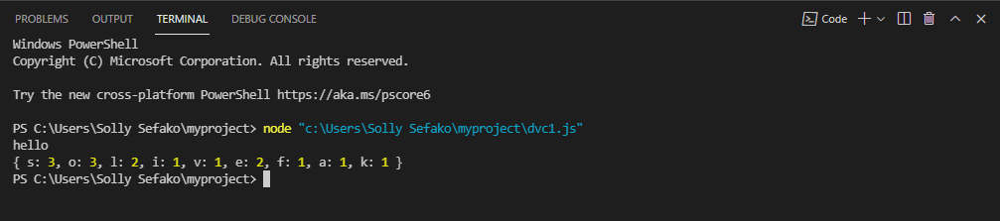 PROBLEMS OUTPUT TERMINAL DEBUG CONSOLE Code
Windows PowerShell
Copyright (C) Microsoft Corporation. All rights reserved.
Try the new cross-platform PowerShell https://aka.ms/pscore6
PS C:\Users\Solly Sefako\myproject> node "c:\Users\Solly Sefako\myproject\dvc1.js"
hello
{ s: 3, o: 3, l: 2, i: 1, v: 1, e: 2, f: 1, a: 1, k: 1 }
PS C:\Users\Solly Sefako\myproject>